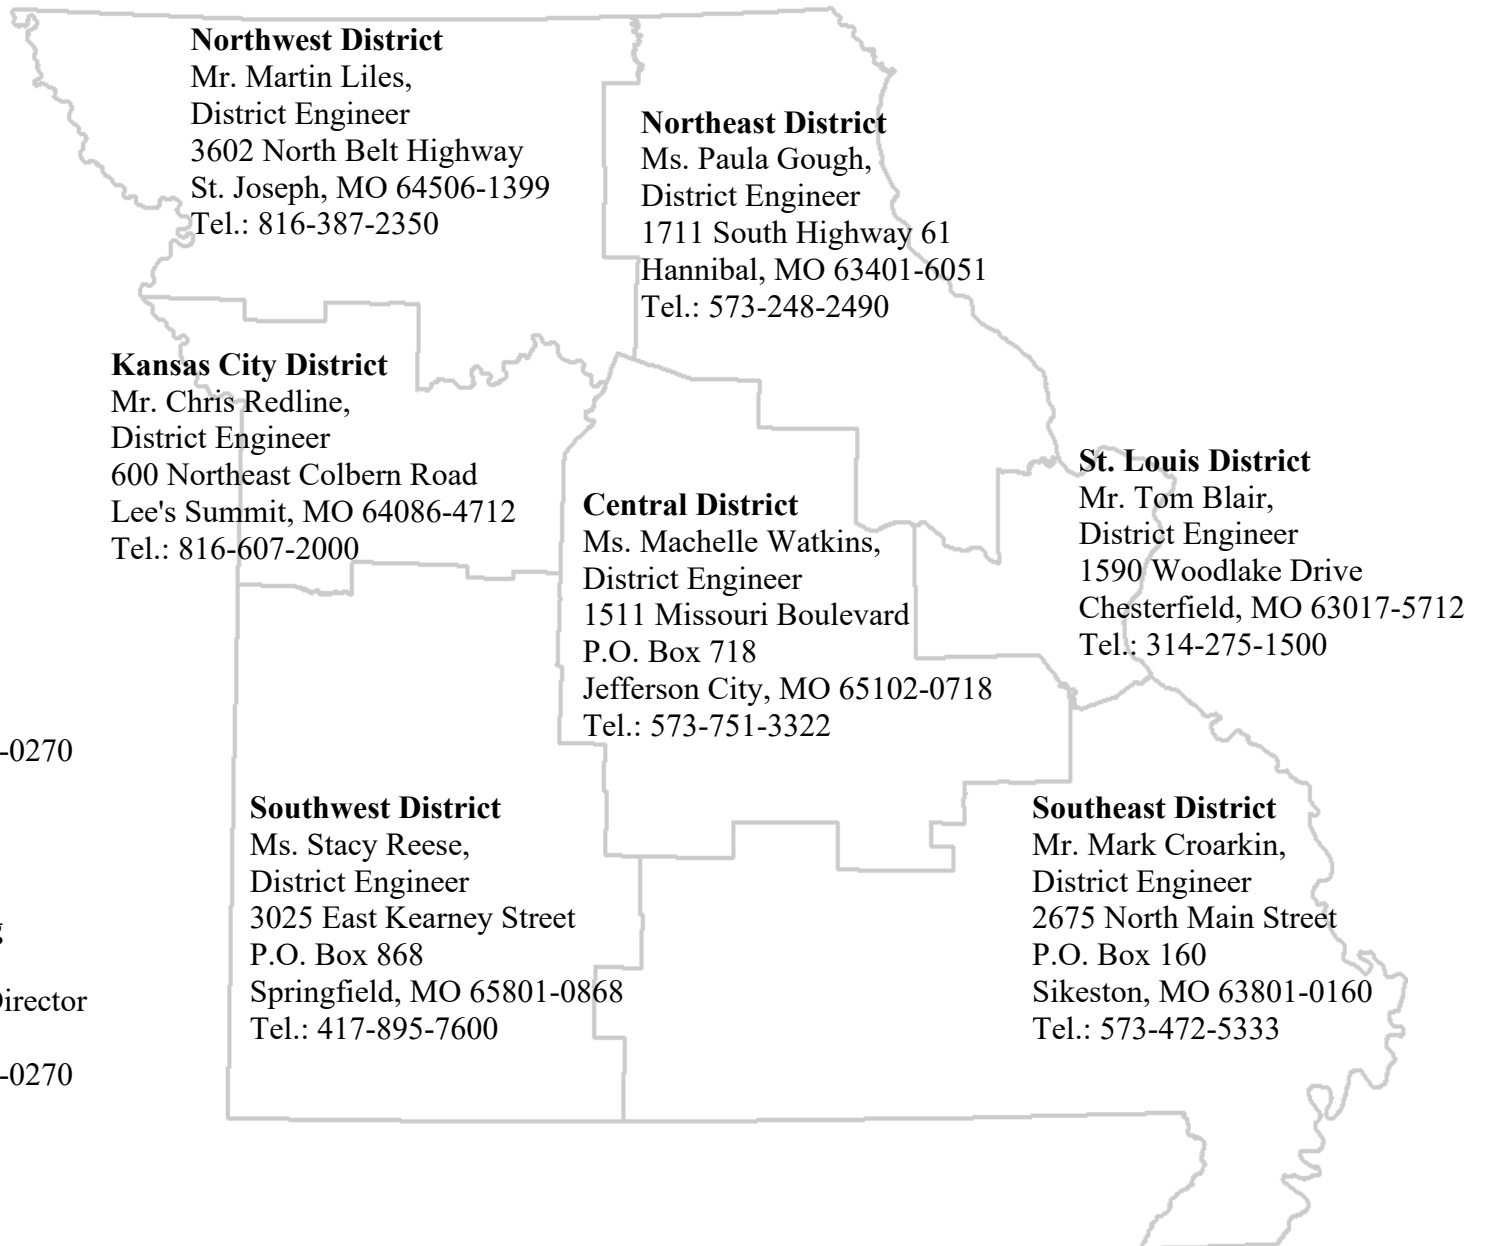 Northwest District
Mr. Martin Liles,
District Engineer
3602 North Belt Highway
St. Joseph, MO 64506-1399
Tel.: 816-387-2350
Northeast District
Ms. Paula Gough,
District Engineer
1711 South Highway 61
Hannibal, MO 63401-6051
Tel.: 573-248-2490
Kansas City District
Mr. Chris Redline,
District Engineer
600 Northeast Colbern Road
Lee's Summit, MO 64086-4712
Tel.: 816-607-2000
Central District
Ms. Machelle Watkins,
District Engineer
1511 Missouri Boulevard
P.O. Box 718
Jefferson City, MO 65102-0718
Tel.: 573-751-3322
St. Louis District
Mr. Tom Blair,
District Engineer
1590 Woodlake Drive
Chesterfield, MO 63017-5712
Tel.: 314-275-1500
-0270
Southwest District
Ms. Stacy Reese,
District Engineer
3025 East Kearney Street
P.O. Box 868
Springfield, MO 65801-0868
Tel.: 417-895-7600
Southeast District
Mr. Mark Croarkin,
District Engineer
2675 North Main Street
P.O. Box 160
Sikeston, MO 63801-0160
Tel.: 573-472-5333
-0270